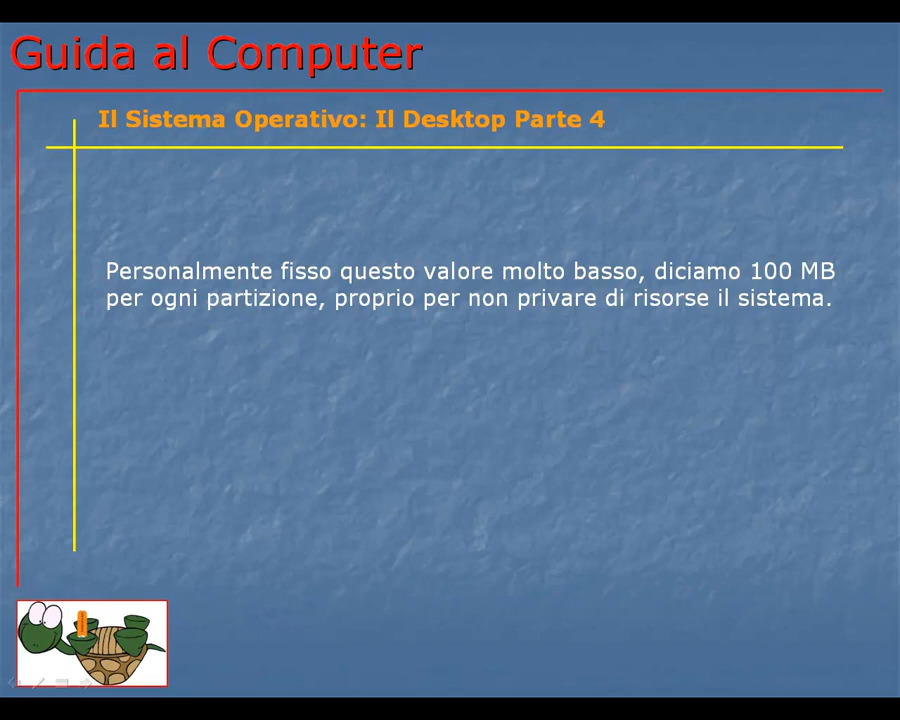 Guida al Computer
Il Sistema Operativo: Il Desktop Parte 4
Personalmente fisso questo valore molto basso, diciamo 100 MB
per ogni partizione, proprio per non privare di risorse il sistema.